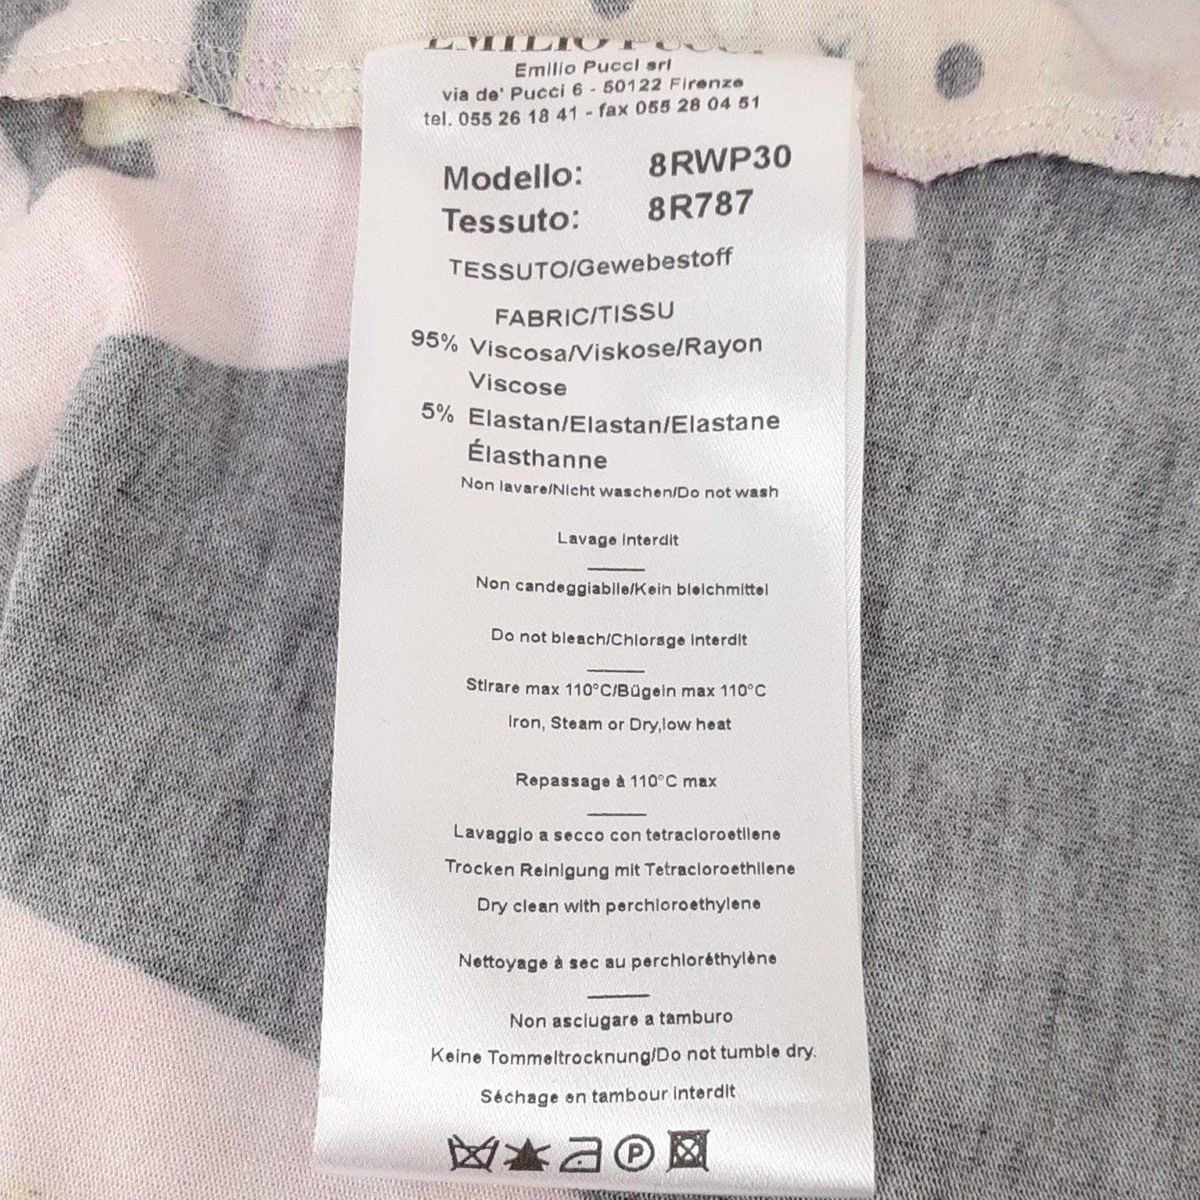 EMILIO PUCCI
Emilio Pucci srl
via de' Pucci 6 - 50122 Firenze
tel. 055 26 18 41 - fax 055 28 04 51
Modello: 8RWP30
Tessuto: 8R787
TESSUTO/Gewebestoff
FABRIC/TISSU
95% Viscosa/Viskose/Rayon
Viscose
5% Elastan/Elastan/Elastane
Élasthanne
Non lavare/Nicht waschen/Do not wash
Lavage interdit
Non candeggiabile/Kein bleichmittel
Do not bleach/Chlorage interdit
Stirare max 110°C/Bügeln max 110°C
Iron, Steam or Dry,low heat
Repassage à 110°C max
Lavaggio a secco con tetracloroetilene
Trocken Reinigung mit Tetracloroethilene
Dry clean with perchloroethylene
Nettoyage à sec au perchloréthylène
Non asciugare a tamburo
Keine Tommeltrocknung/Do not tumble dry.
Séchage en tambour interdit
P